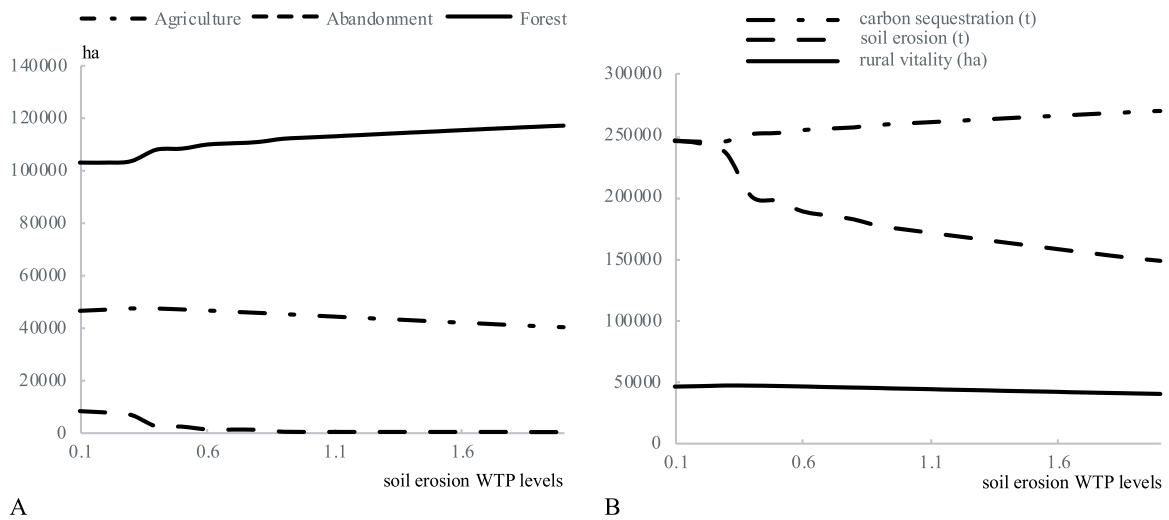 Agriculture Abandonment Forest
ha
140000
120000
100000
80000
60000
40000
20000
0
0.1 0.6 1.1 1.6
soil erosion WTP levels
A
carbon sequestration (t)
soil erosion (t)
rural vitality (ha)
300000
250000
200000
150000
100000
50000
0
0.1 0.6 1.1 1.6
soil erosion WTP levels
B